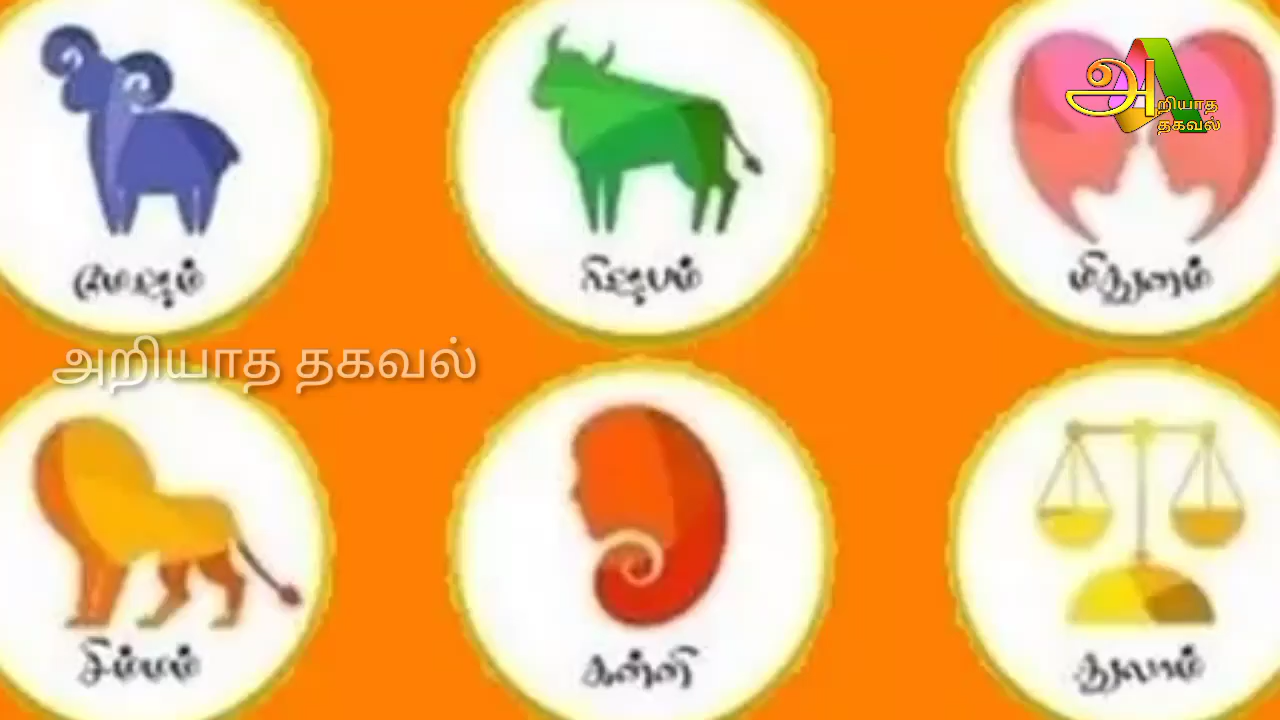 அறியாத
தகவல்
மேஷம்
ரிஷபம்
மிதுனம்
அறியாத தகவல்
சிம்மம்
கன்னி
துலாம்